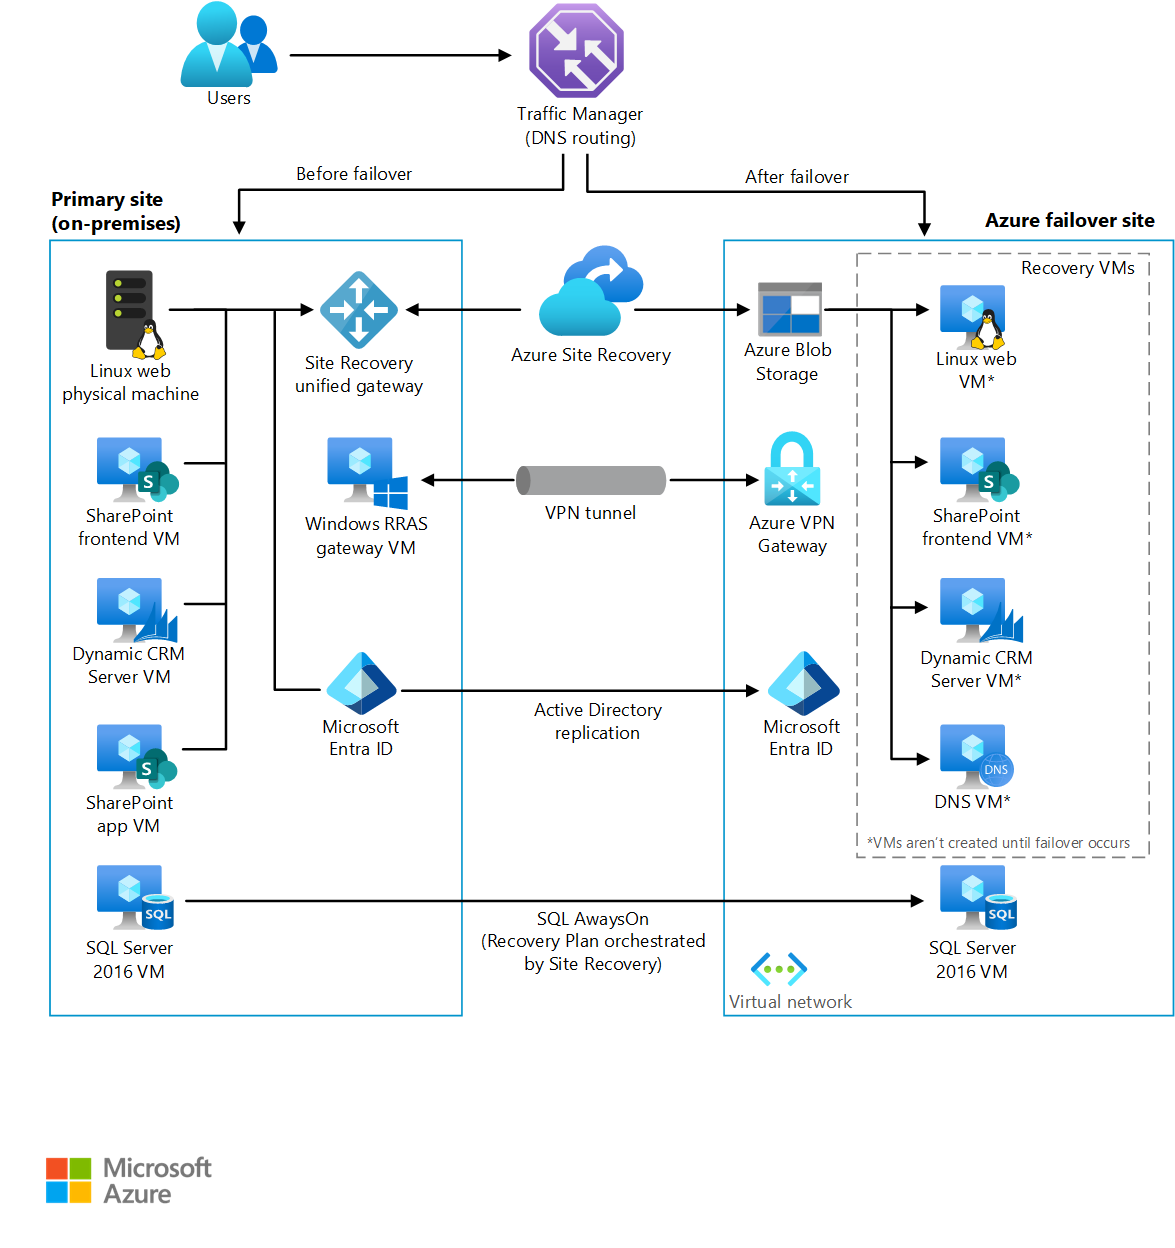 Users
Traffic Manager
(DNS routing)
Before failover
After failover
Primary site
(on-premises)
Azure failover site
Recovery VMs
Linux web
physical machine
Site Recovery
unified gateway
Azure Site Recovery
Azure Blob
Storage
Linux web
VM*
S
SharePoint
frontend VM
Windows RRAS
gateway VM
VPN tunnel
Azure VPN
Gateway
S
SharePoint
frontend VM*
Dynamic CRM
Server VM
Dynamic CRM
Server VM*
Microsoft
Entra ID
Active Directory
replication
Microsoft
Entra ID
S
SharePoint
app VM
DNS
DNS VM*
*VMs aren't created until failover occurs
SQL
SQL Server
2016 VM
SQL AwaysOn
(Recovery Plan orchestrated
by Site Recovery)
SQL
SQL Server
2016 VM
Virtual network
Microsoft
Azure